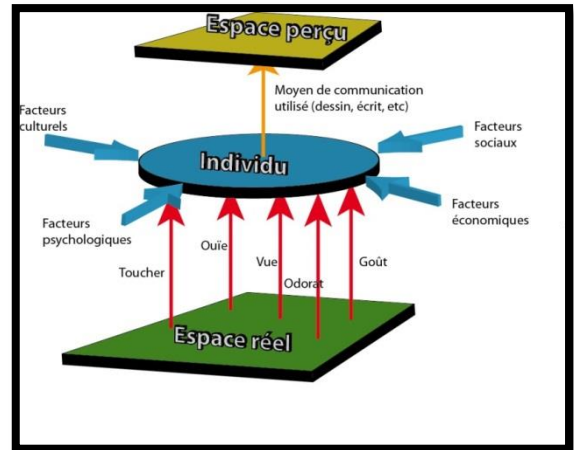 Espace perçu
Moyen de communication
utilisé (dessin, écrit, etc)
Facteurs
culturels
Facteurs
sociaux
Individu
Facteurs
psychologiques
Facteurs
économiques
Ouïe
Vue
Goût
Toucher
Odorat
Espace réel